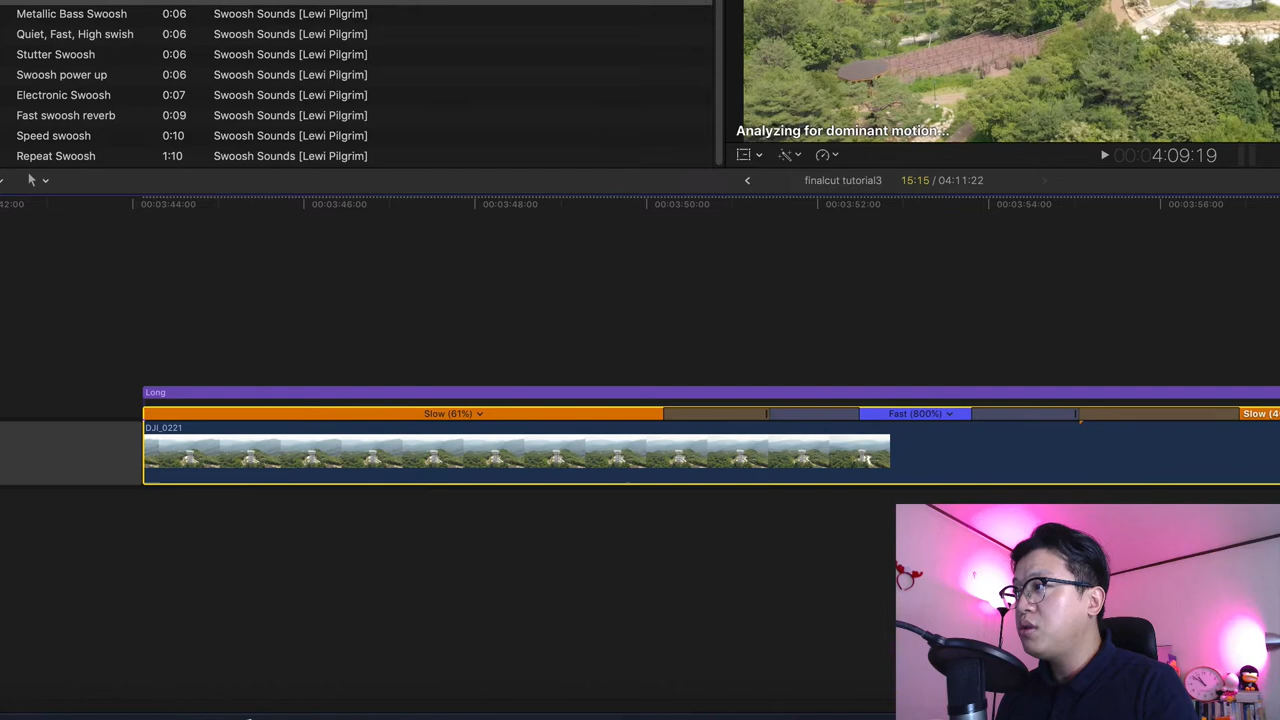 Metallic Bass Swoosh 0:06 Swoosh Sounds [Lewi Pilgrim]
Quiet, Fast, High swish 0:06 Swoosh Sounds [Lewi Pilgrim]
Stutter Swoosh 0:06 Swoosh Sounds [Lewi Pilgrim]
Swoosh power up 0:06 Swoosh Sounds [Lewi Pilgrim]
Electronic Swoosh 0:07 Swoosh Sounds [Lewi Pilgrim]
Fast swoosh reverb 0:09 Swoosh Sounds [Lewi Pilgrim]
Speed swoosh 0:10 Swoosh Sounds [Lewi Pilgrim]
Repeat Swoosh 1:10 Swoosh Sounds [Lewi Pilgrim]
Analyzing for dominant motion...
00:04:09:19
finalcut tutorial3 15:15 / 04:11:22
42:00 00:03:44:00 00:03:46:00 00:03:48:00 00:03:50:00 00:03:52:00 00:03:54:00 00:03:56:00
Long
Slow (61%) Fast (800%) Slow (4
DJI_0221